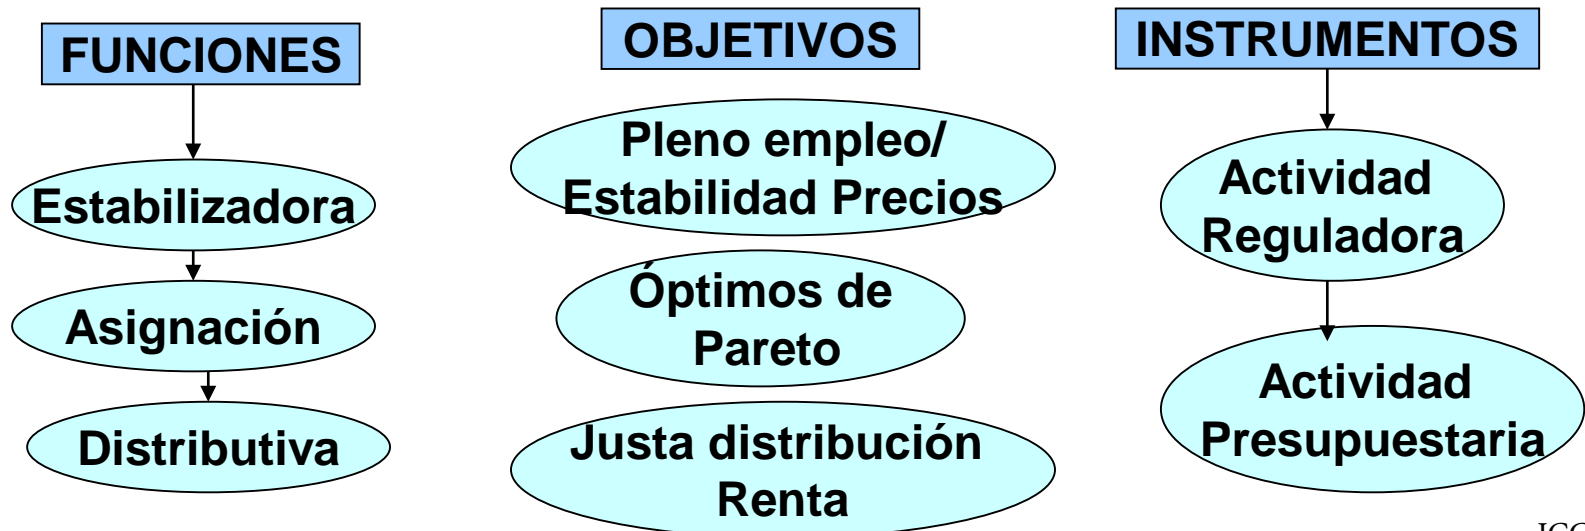 FUNCIONES
Estabilizadora
Asignación
Distributiva
OBJETIVOS
Pleno empleo/
Estabilidad Precios
Óptimos de
Pareto
Justa distribución
Renta
INSTRUMENTOS
Actividad
Reguladora
Actividad
Presupuestaria